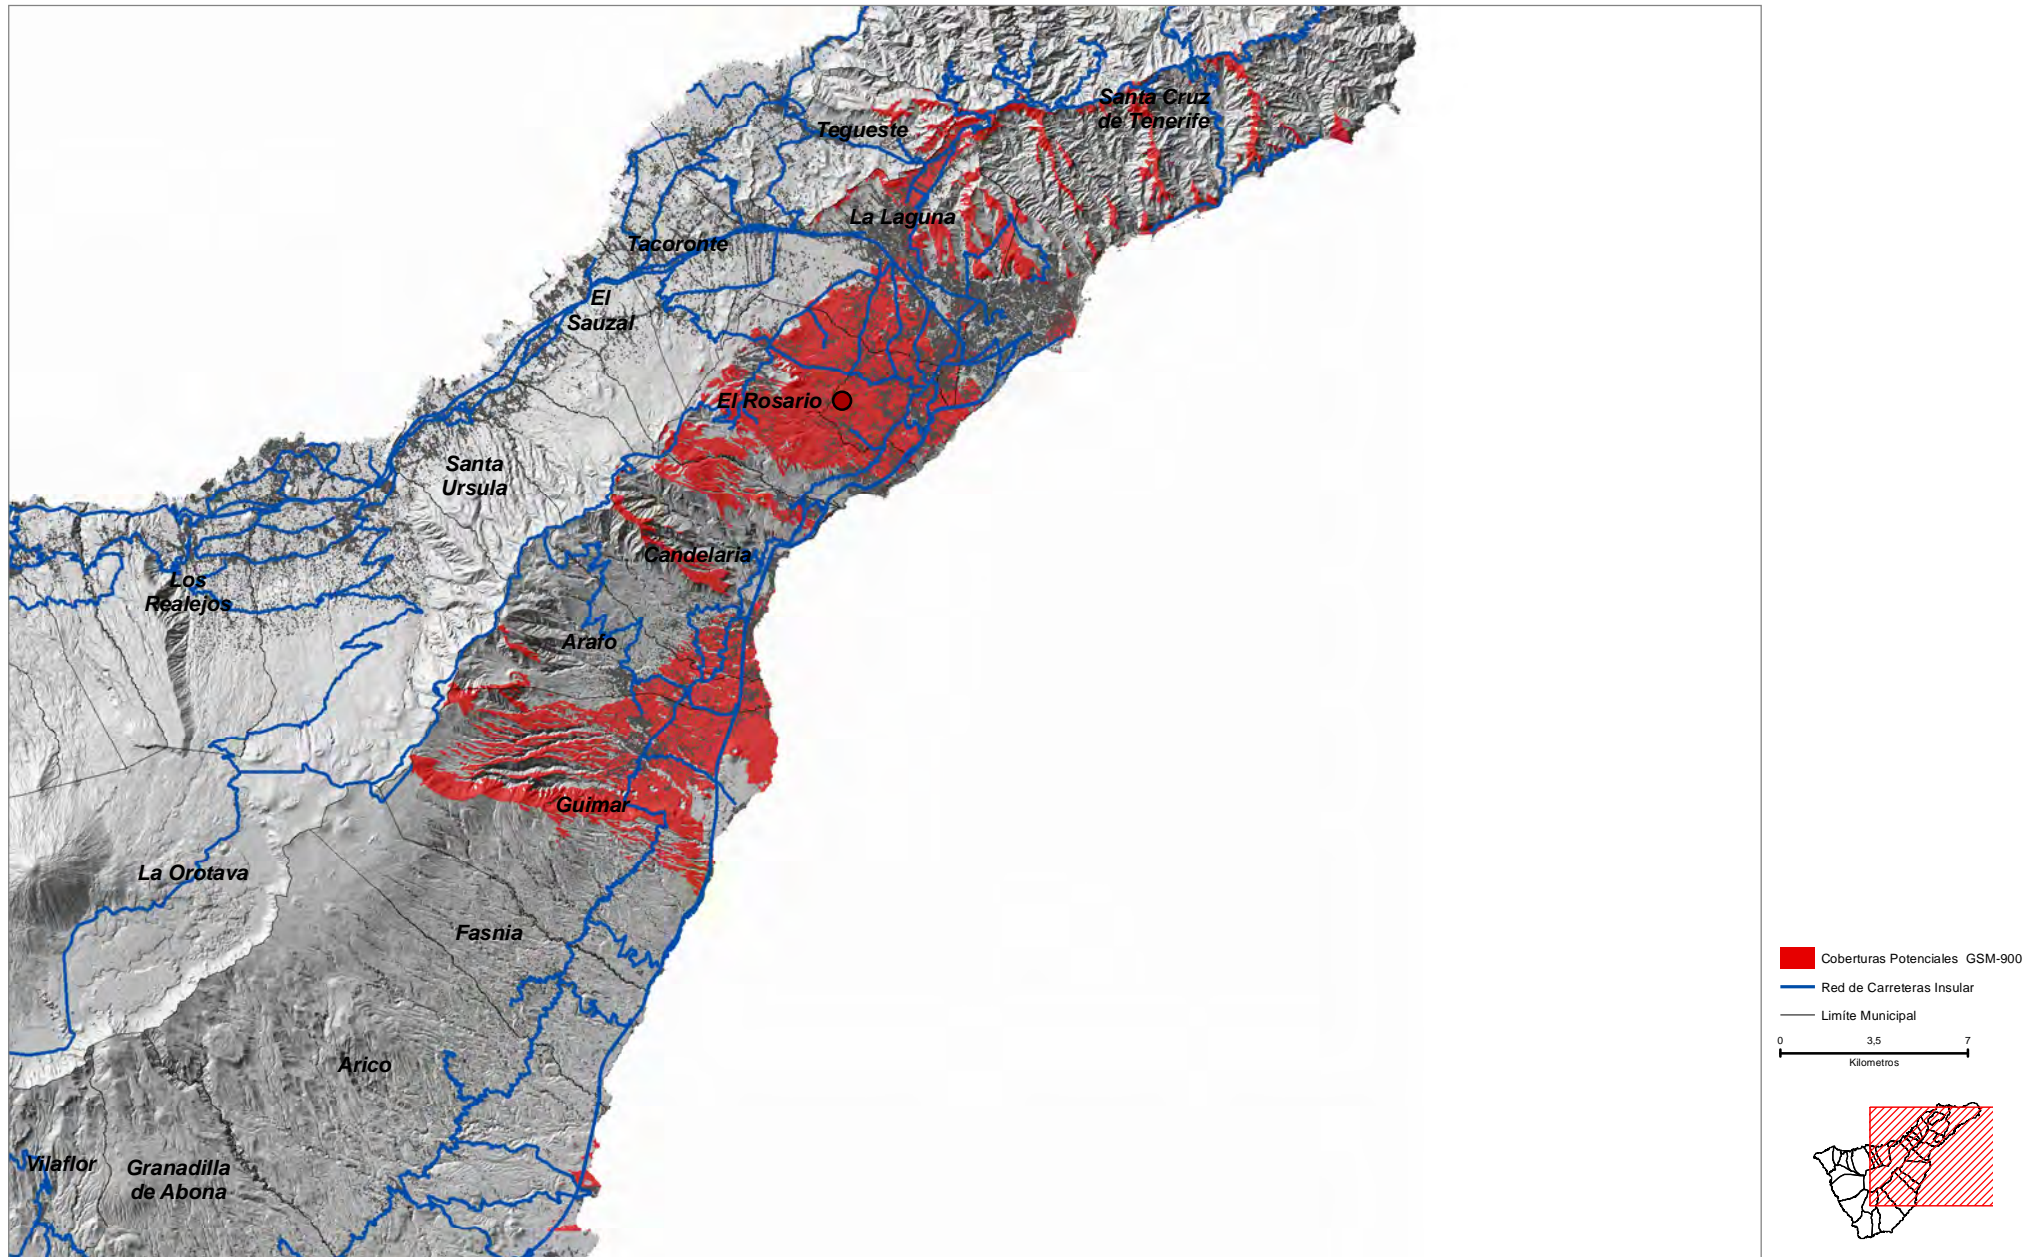 Santa Cruz
de Tenerife
Tegueste
La Laguna
Tacoronte
El
Sauzal
El Rosario
Santa
Ursula
Candelaria
Los
Realejos
Arafo
Guimar
La Orotava
Fasnia
Arico
Vilaflor
Granadilla
de Abona
Coberturas Potenciales GSM-900
Red de Carreteras Insular
Limíte Municipal
0 3,5 7
Kilometros